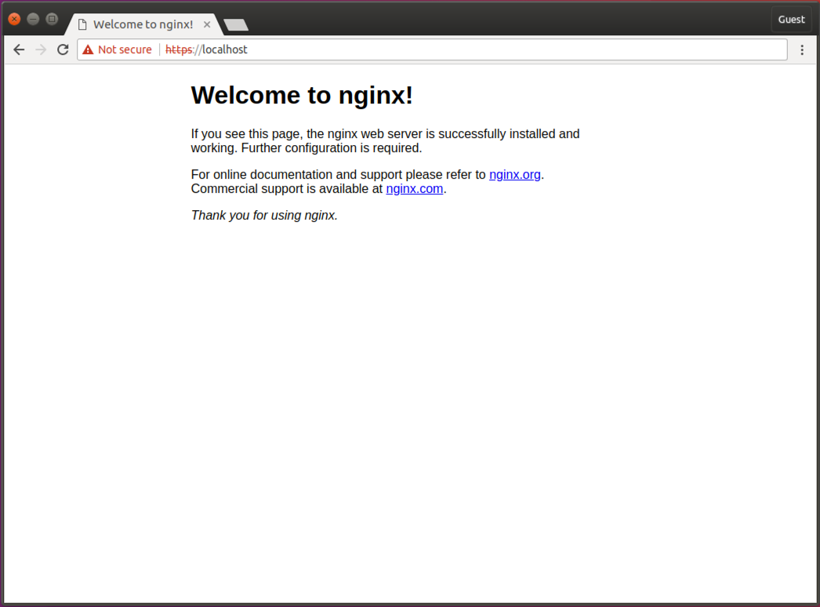 Welcome to nginx!
Guest
Not secure https://localhost
Welcome to nginx!
If you see this page, the nginx web server is successfully installed and
working. Further configuration is required.
For online documentation and support please refer to nginx.org.
Commercial support is available at nginx.com.
Thank you for using nginx.